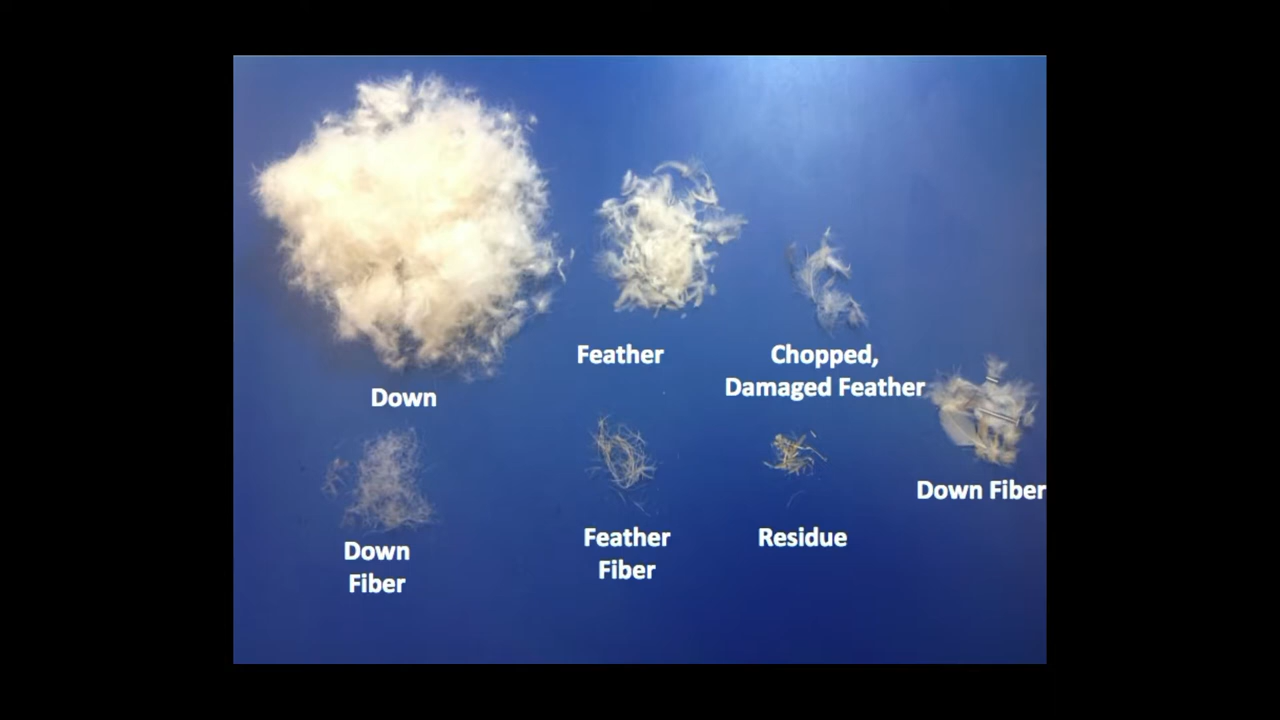 Down
Feather
Chopped,
Damaged Feather
Down Fiber
Down
Fiber
Feather
Fiber
Residue